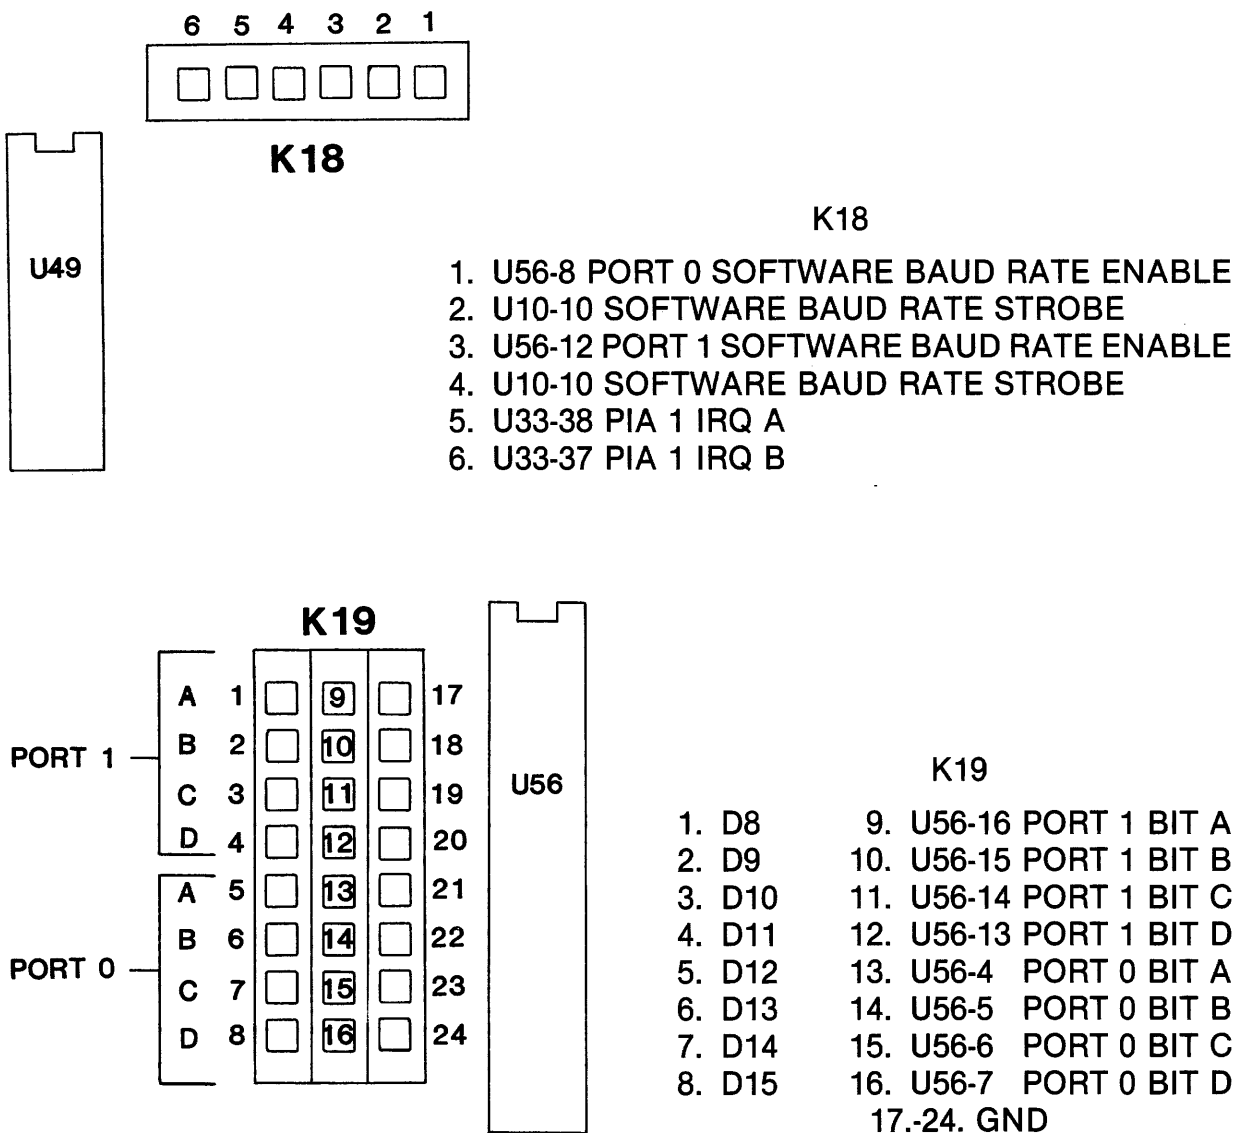 6 5 4 3 2 1
K18
U49
K18
1. U56-8 PORT 0 SOFTWARE BAUD RATE ENABLE
2. U10-10 SOFTWARE BAUD RATE STROBE
3. U56-12 PORT 1 SOFTWARE BAUD RATE ENABLE
4. U10-10 SOFTWARE BAUD RATE STROBE
5. U33-38 PIA 1 IRQ A
6. U33-37 PIA 1 IRQ B
K19
PORT 1
A 1 9 17
B 2 10 18
C 3 11 19
D 4 12 20
PORT 0
A 5 13 21
B 6 14 22
C 7 15 23
D 8 16 24
U56
K19
1. D8 9. U56-16 PORT 1 BIT A
2. D9 10. U56-15 PORT 1 BIT B
3. D10 11. U56-14 PORT 1 BIT C
4. D11 12. U56-13 PORT 1 BIT D
5. D12 13. U56-4 PORT 0 BIT A
6. D13 14. U56-5 PORT 0 BIT B
7. D14 15. U56-6 PORT 0 BIT C
8. D15 16. U56-7 PORT 0 BIT D
17.-24. GND